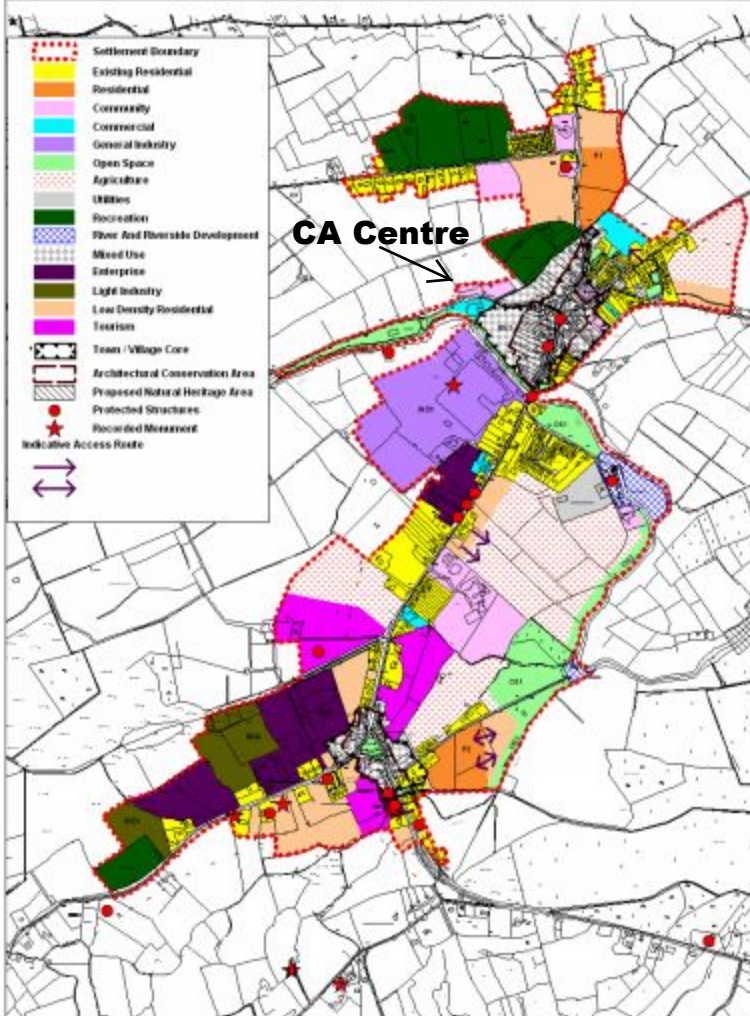 Settlement Boundary
Existing Residential
Residential
Community
Commercial
General Industry
Open Space
Agriculture
Utilities
Recreation
River And Riverside Development
Mixed Use
Enterprise
Light Industry
Low Density Residential
Tourism
Town / Village Core
Architectural Conservation Area
Proposed Natural Heritage Area
Protected Structures
Recorded Monument
Indicative Access Route
CA Centre